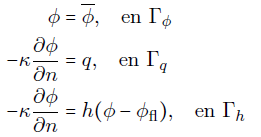 ϕ = ϕ̅, en Γ_ϕ
−κ ∂ϕ/∂n = q, en Γ_q
−κ ∂ϕ/∂n = h(ϕ − ϕ_fl), en Γ_h